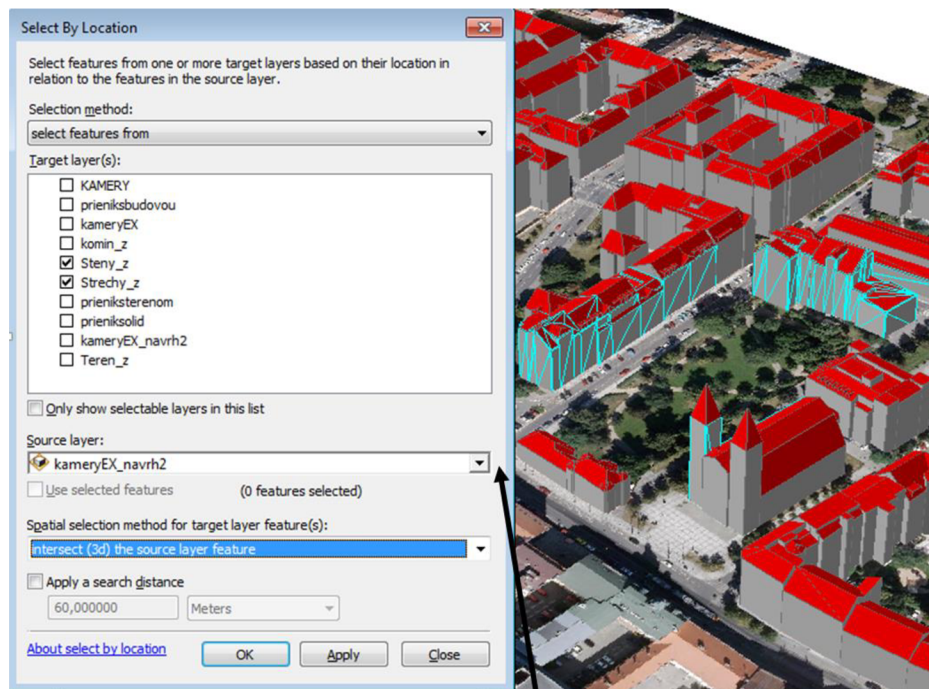 Select By Location
Select features from one or more target layers based on their location in
relation to the features in the source layer.
Selection method:
select features from
Target layer(s):
KAMERY
prieniksbudovou
kameryEX
komin_z
Steny_z
Strechy_z
prieniksterenom
prieniksolid
kameryEX_navrh2
Teren_z
Only show selectable layers in this list
Source layer:
kameryEX_navrh2
Use selected features (0 features selected)
Spatial selection method for target layer feature(s):
intersect (3d) the source layer feature
Apply a search distance
60,000000 Meters
About select by location OK Apply Close